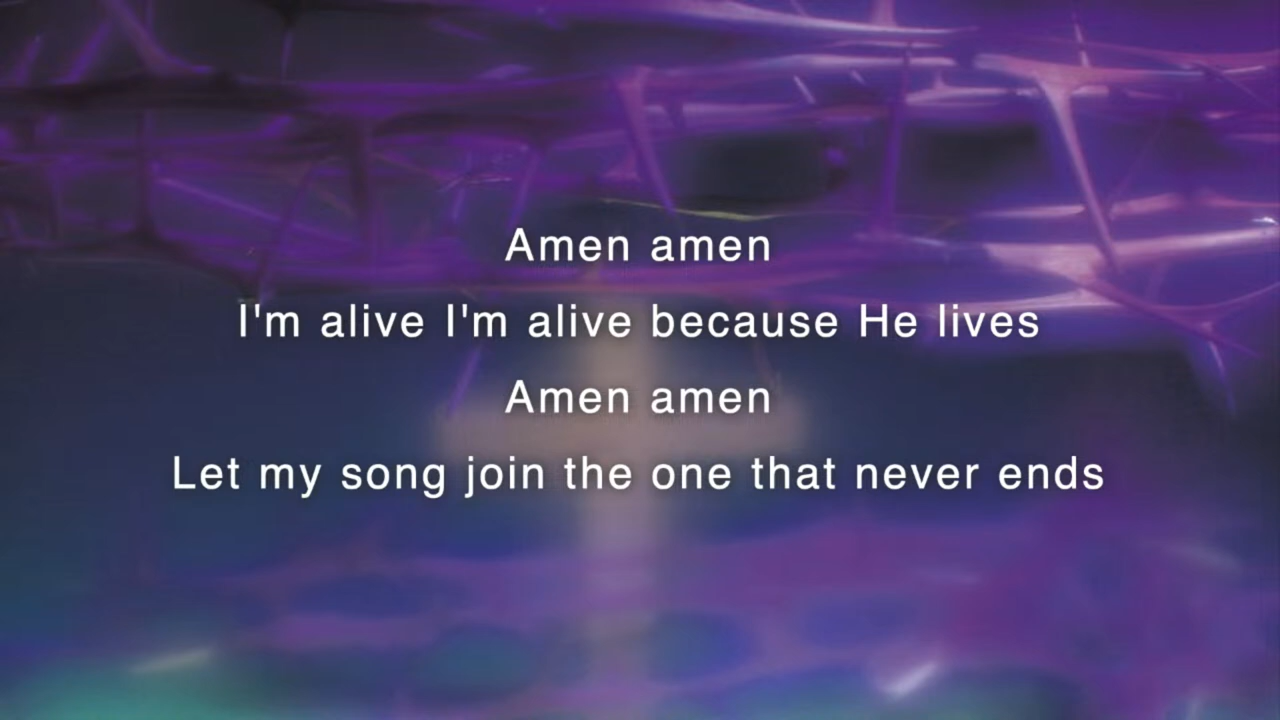 Amen amen
I'm alive I'm alive because He lives
Amen amen
Let my song join the one that never ends